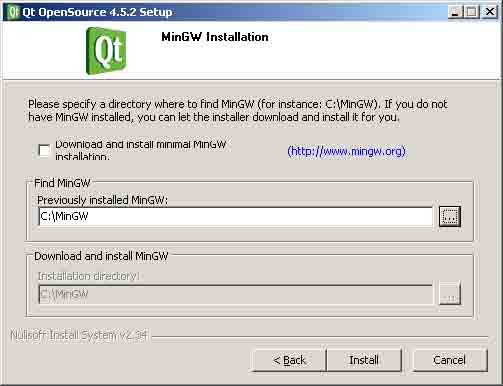 Qt OpenSource 4.5.2 Setup
Qt
MinGW Installation
Please specify a directory where to find MinGW (for instance: C:\MinGW). If you do not
have MinGW installed, you can let the installer download and install it for you.
Download and install minimal MinGW
installation.
(http://www.mingw.org)
Find MinGW
Previously installed MinGW:
C:\MinGW
...
Download and install MinGW
Installation directory:
C:\MinGW
...
Nullsoft Install System v2.34
< Back
Install
Cancel